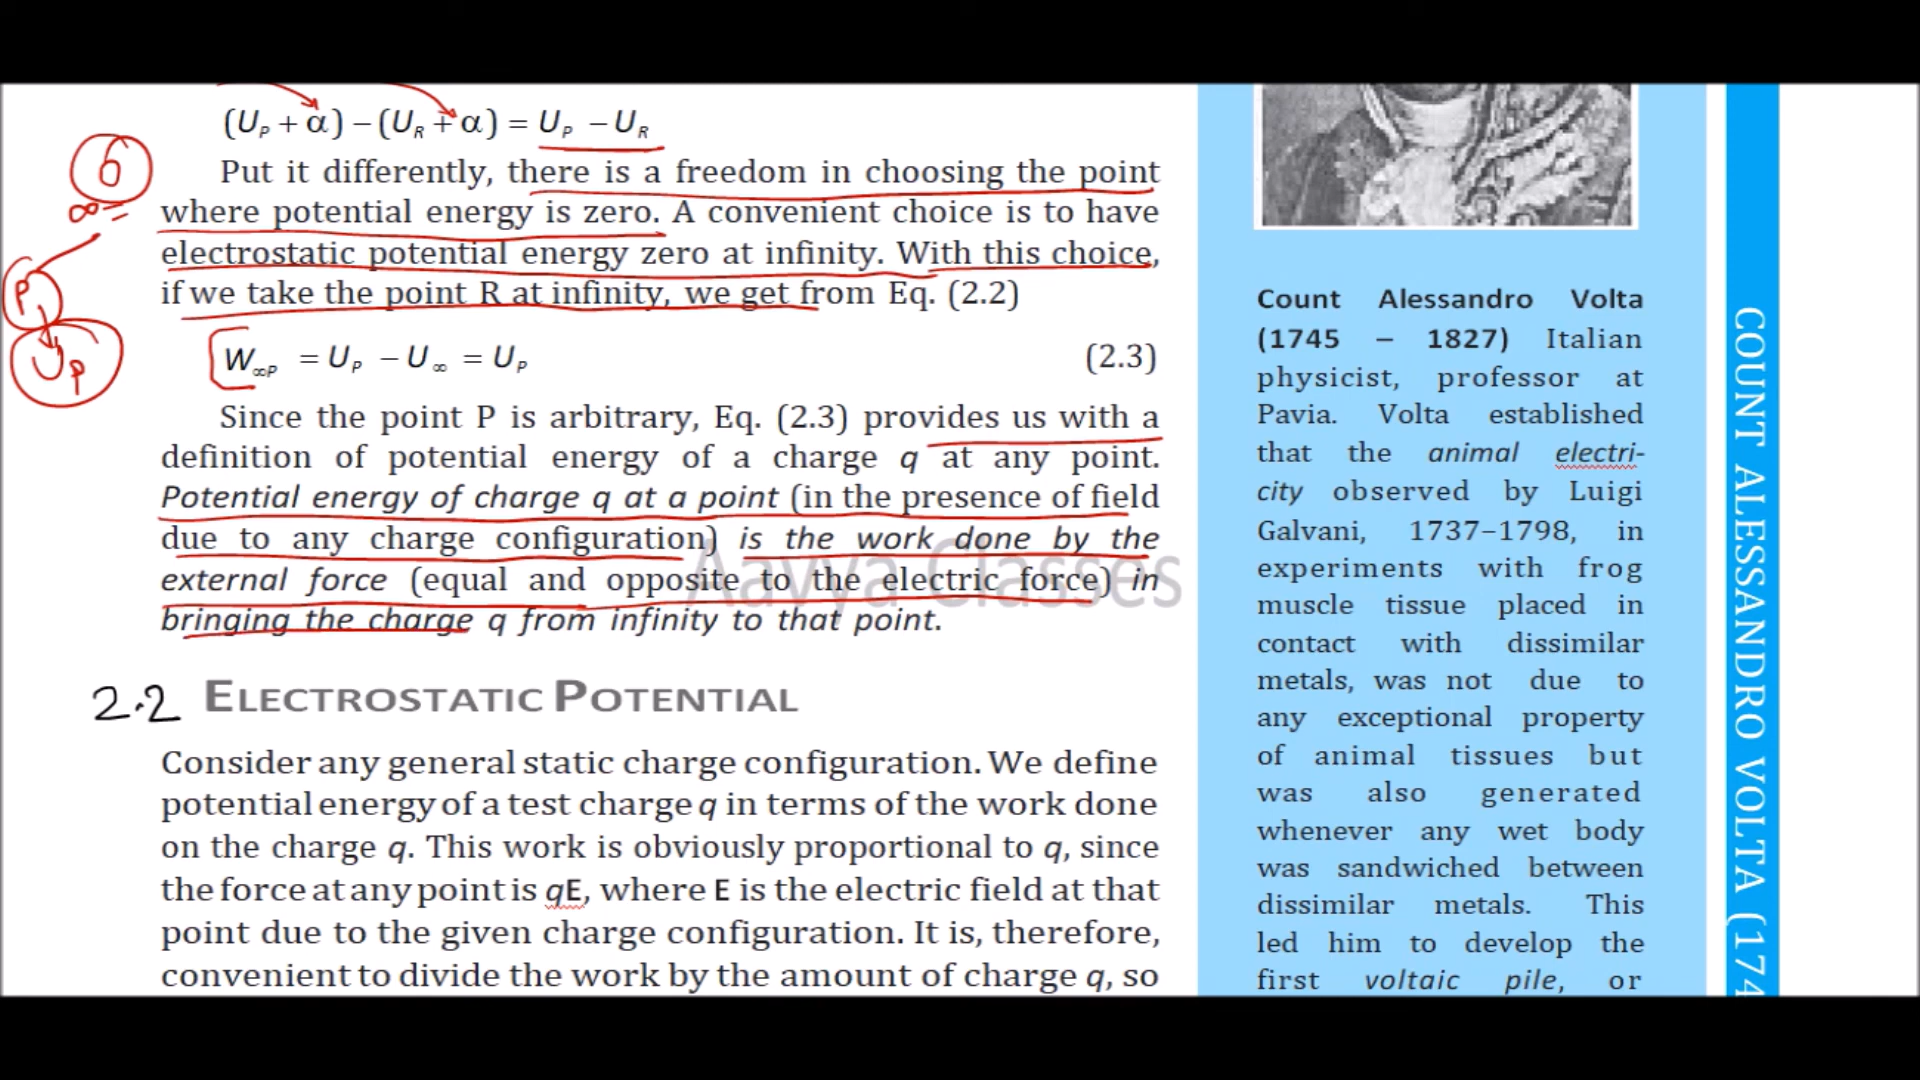 (U_P + α) − (U_R + α) = U_P − U_R
6
∞
P
U_P
Put it differently, there is a freedom in choosing the point
where potential energy is zero. A convenient choice is to have
electrostatic potential energy zero at infinity. With this choice,
if we take the point R at infinity, we get from Eq. (2.2)
W_∞P = U_P − U_∞ = U_P (2.3)
Since the point P is arbitrary, Eq. (2.3) provides us with a
definition of potential energy of a charge q at any point.
Potential energy of charge q at a point (in the presence of field
due to any charge configuration) is the work done by the
external force (equal and opposite to the electric force) in
bringing the charge q from infinity to that point.
Aavya Classes
2.2 ELECTROSTATIC POTENTIAL
Consider any general static charge configuration. We define
potential energy of a test charge q in terms of the work done
on the charge q. This work is obviously proportional to q, since
the force at any point is qE, where E is the electric field at that
point due to the given charge configuration. It is, therefore,
convenient to divide the work by the amount of charge q, so
Count Alessandro Volta
(1745 – 1827) Italian
physicist, professor at
Pavia. Volta established
that the animal electri-
city observed by Luigi
Galvani, 1737–1798, in
experiments with frog
muscle tissue placed in
contact with dissimilar
metals, was not due to
any exceptional property
of animal tissues but
was also generated
whenever any wet body
was sandwiched between
dissimilar metals. This
led him to develop the
first voltaic pile, or
COUNT ALESSANDRO VOLTA (174